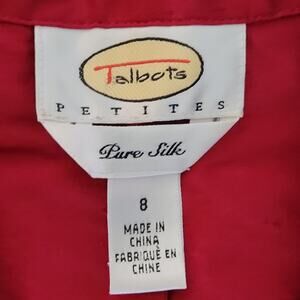 Talbots
PETITES
Pure Silk
8
MADE IN
CHINA
FABRIQUÉ EN
CHINE